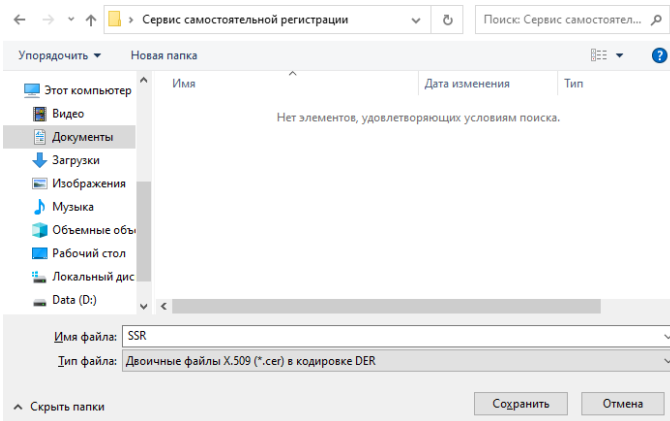 Сервис самостоятельной регистрации
Поиск: Сервис самостоятел...
Упорядочить
Новая папка
?
Этот компьютер
Видео
Документы
Загрузки
Изображения
Музыка
Объемные объ
Рабочий стол
Локальный дис
Data (D:)
Имя
Дата изменения
Тип
Нет элементов, удовлетворяющих условиям поиска.
Имя файла: SSR
Тип файла: Двоичные файлы X.509 (*.cer) в кодировке DER
Скрыть папки
Сохранить
Отмена